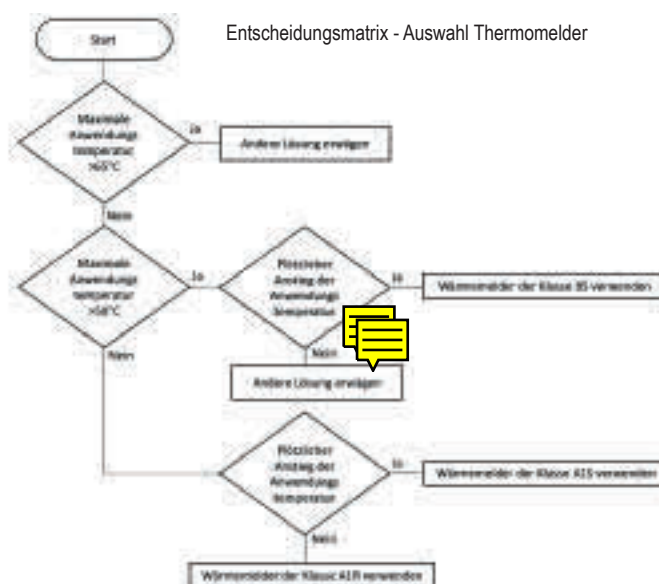 Entscheidungsmatrix - Auswahl Thermomelder
Start
Maximale
Anwendungs
temperatur
>65°C
Ja
Andere Lösung erwägen
Nein
Maximale
Anwendungs
temperatur
>50°C
Ja
Plötzlicher
Anstieg der
Anwendungs
temperatur
Ja
Wärmemelder der Klasse BS verwenden
Nein
Nein
Andere Lösung erwägen
Plötzlicher
Anstieg der
Anwendungs
temperatur
Ja
Wärmemelder der Klasse A1S verwenden
Nein
Wärmemelder der Klasse A1R verwenden